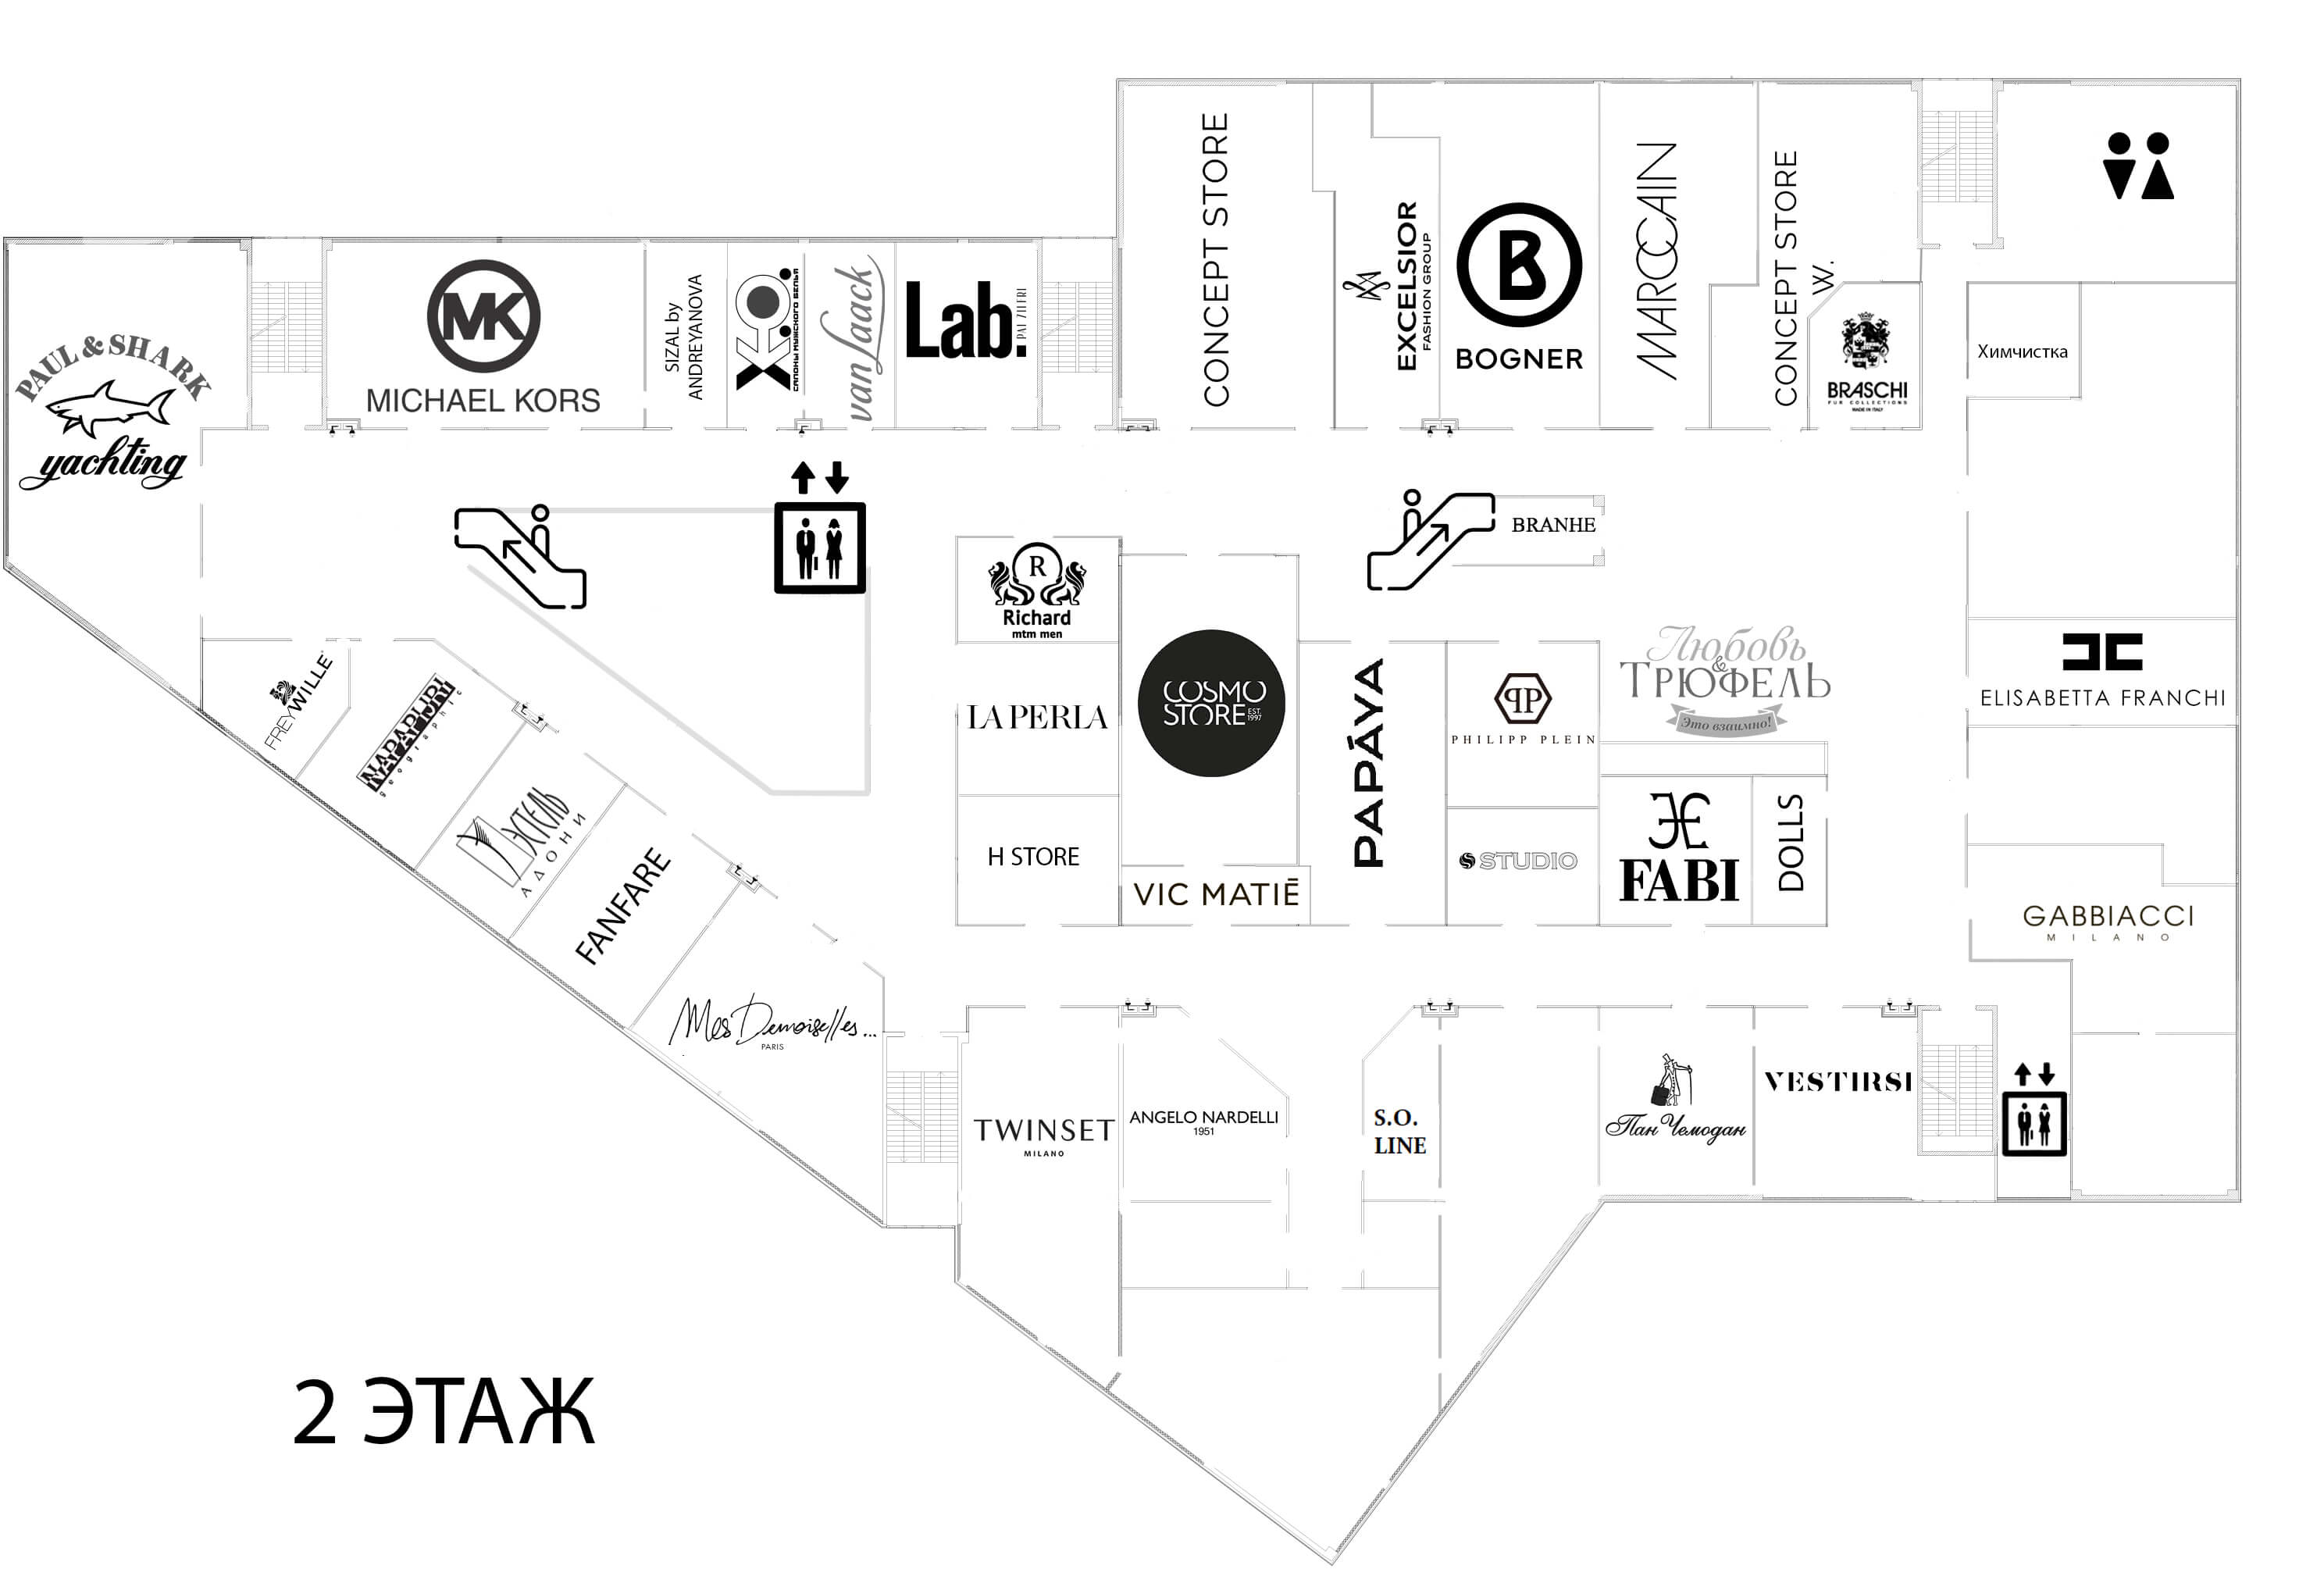 PAUL & SHARK
yachting
MK
MICHAEL KORS
SIZAL by
ANDREYANOVA
ХО
САЛОНЫ МУЖСКОГО БЕЛЬЯ
van Laack
Lab.
PAL ZILERI
CONCEPT STORE
EXCELSIOR
FASHION GROUP
B
BOGNER
MARCCAIN
CONCEPT STORE
W.
BRASCHI
FUR COLLECTIONS
MADE IN ITALY
Химчистка
BRANHE
R
Richard
mtm men
FREYWILLE
NAPAPIJRI
geographic
ЭСТЕЛЬ
АДОНИ
FANFARE
Mes Demoiselles...
PARIS
LA PERLA
H STORE
COSMO
STORE
EST.
1997
VIC MATIĒ
PAPÁYA
PP
PHILIPP PLEIN
STUDIO
Любовь
&
ТРЮФЕЛЬ
Это взаимно!
FABI
DOLLS
ELISABETTA FRANCHI
GABBIACCI
MILANO
TWINSET
MILANO
ANGELO NARDELLI
1951
S.O.
LINE
Пан Чемодан
VESTIRSI
2 ЭТАЖ